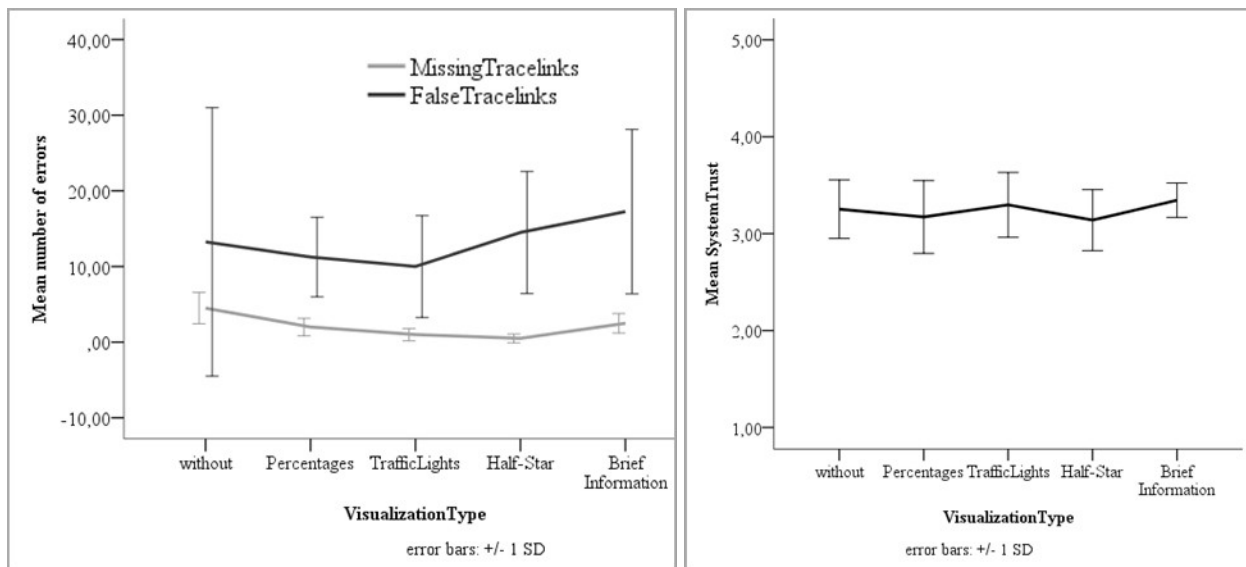 40,00
30,00
20,00
10,00
,00
-10,00
Mean number of errors
MissingTracelinks
FalseTracelinks
without
Percentages
TrafficLights
Half-Star
Brief
Information
VisualizationType
error bars: +/- 1 SD
5,00
4,00
3,00
2,00
1,00
Mean SystemTrust
without
Percentages
TrafficLights
Half-Star
Brief
Information
VisualizationType
error bars: +/- 1 SD